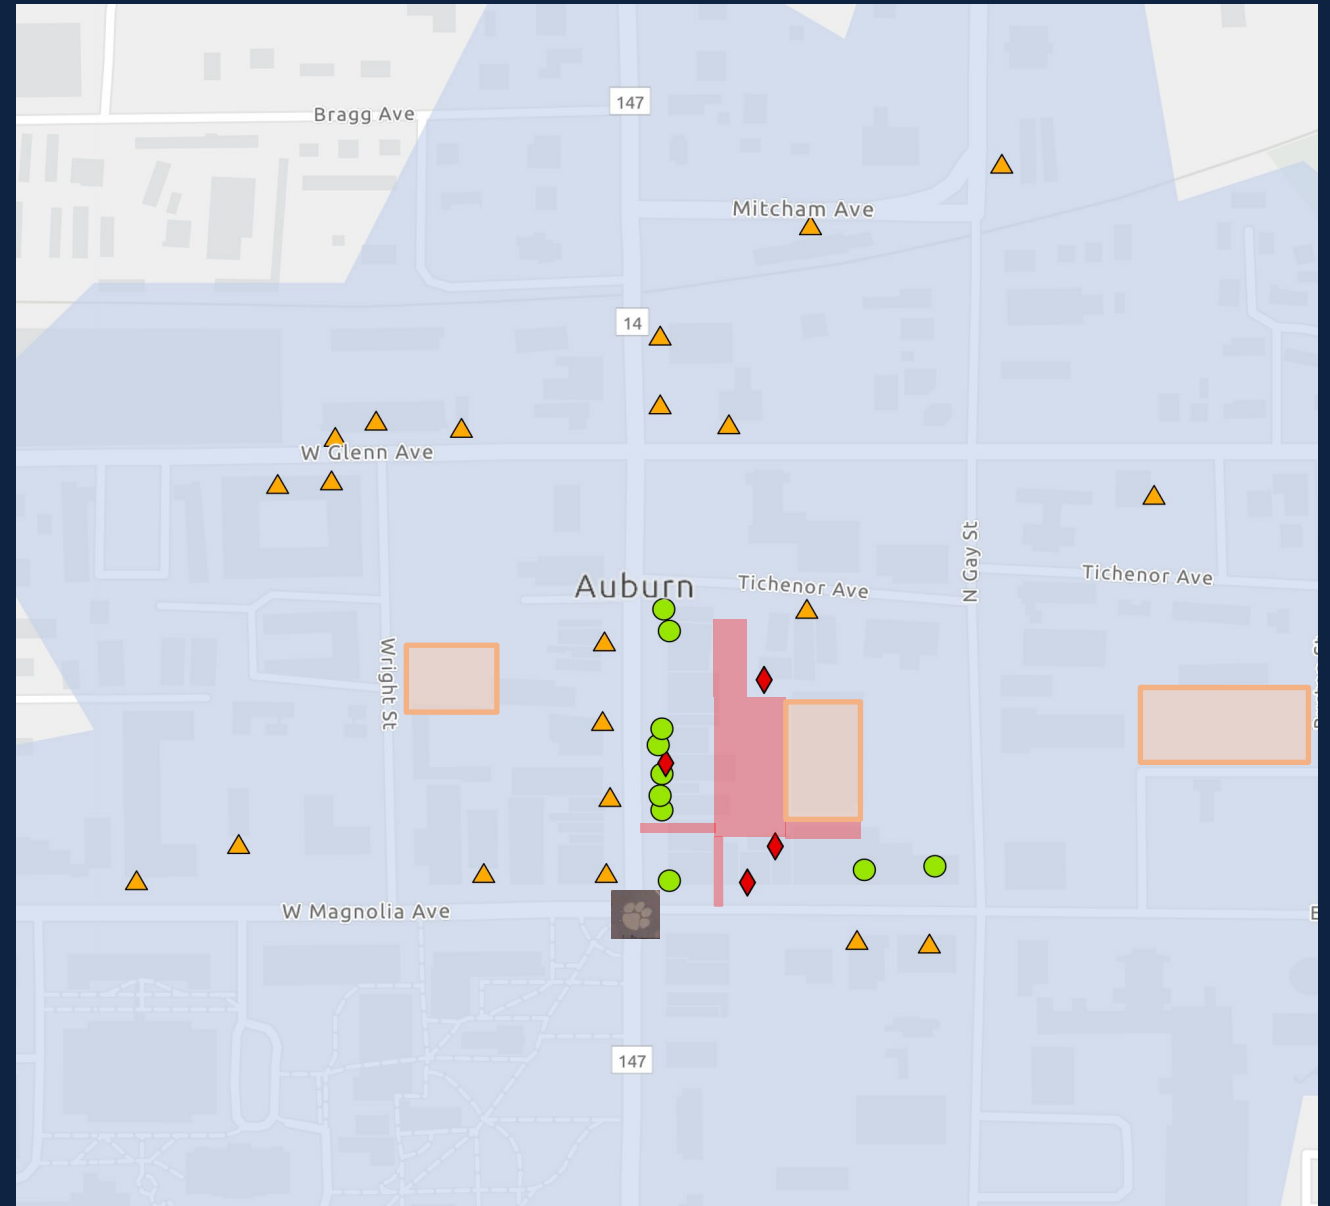 147
Bragg Ave
Mitcham Ave
14
W Glenn Ave
N Gay St
Tichenor Ave
Tichenor Ave
Auburn
Wright St
W Magnolia Ave
E
147